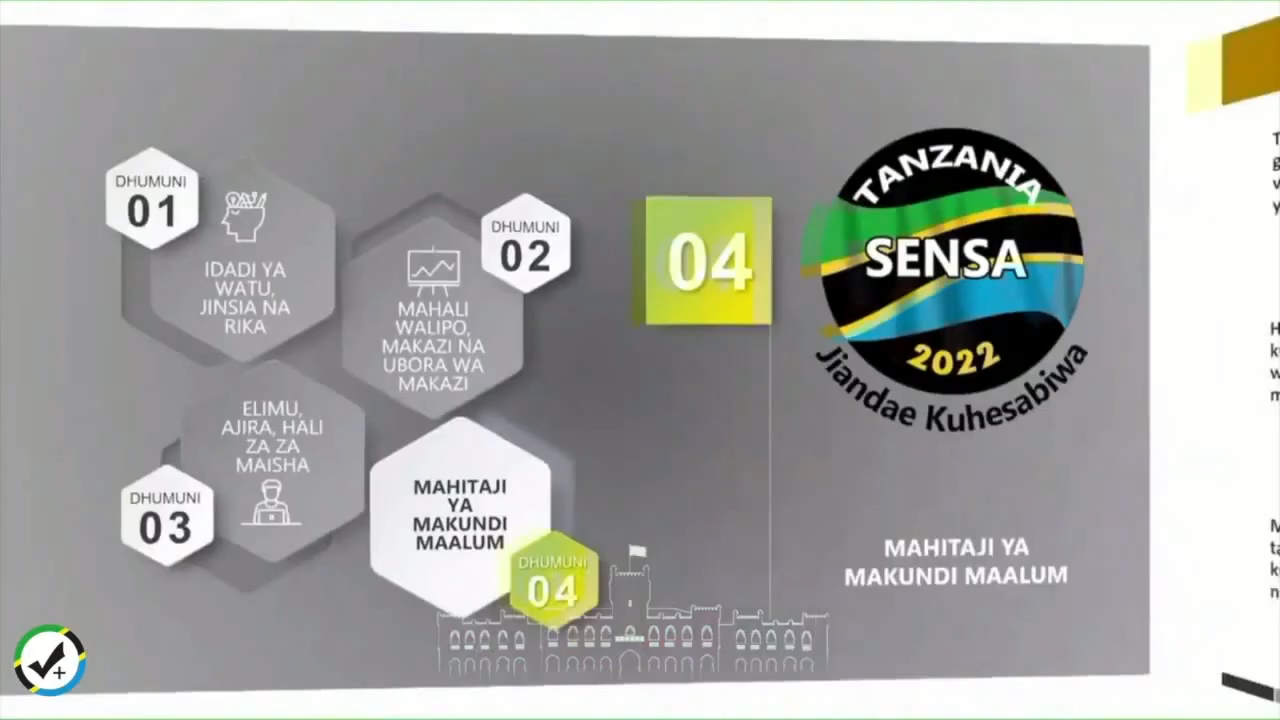 DHUMUNI
01
IDADI YA
WATU,
JINSIA NA
RIKA
DHUMUNI
02
MAHALI
WALIPO,
MAKAZI NA
UBORA WA
MAKAZI
ELIMU,
AJIRA, HALI
ZA ZA
MAISHA
DHUMUNI
03
MAHITAJI
YA
MAKUNDI
MAALUM
DHUMUNI
04
04
TANZANIA
SENSA
2022
Jiandae Kuhesabiwa
MAHITAJI YA
MAKUNDI MAALUM